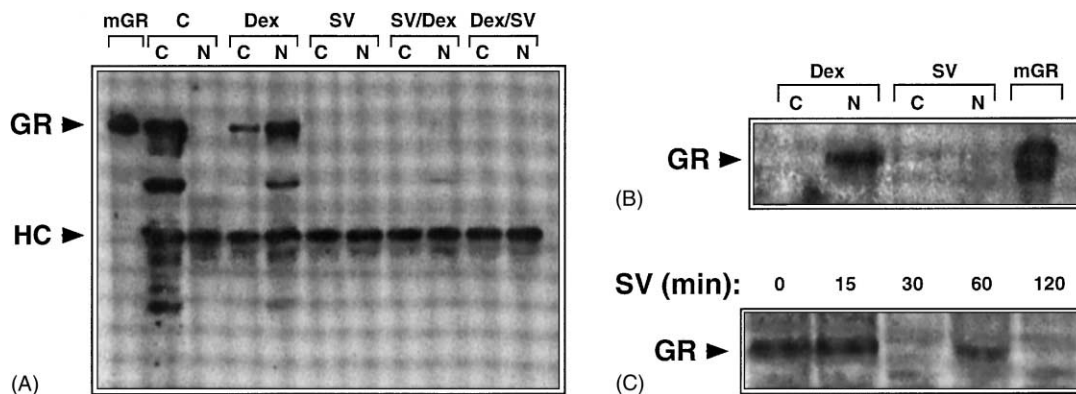 mGR C Dex SV SV/Dex Dex/SV
C N C N C N C N C N
GR
HC
(A)
Dex SV mGR
C N C N
GR
(B)
SV (min): 0 15 30 60 120
GR
(C)